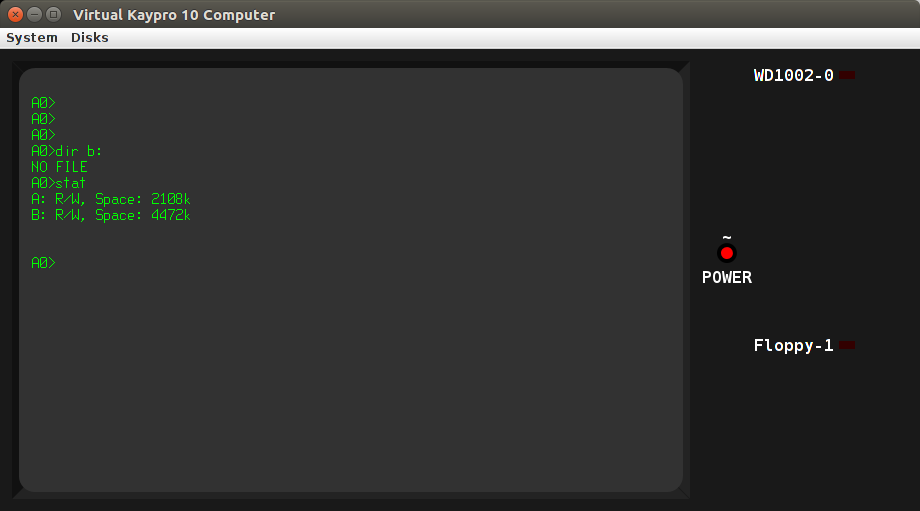 Virtual Kaypro 10 Computer
System Disks
A0>
A0>
A0>
A0>dir b:
NO FILE
A0>stat
A: R/W, Space: 2108k
B: R/W, Space: 4472k
A0>
WD1002-0
~
POWER
Floppy-1